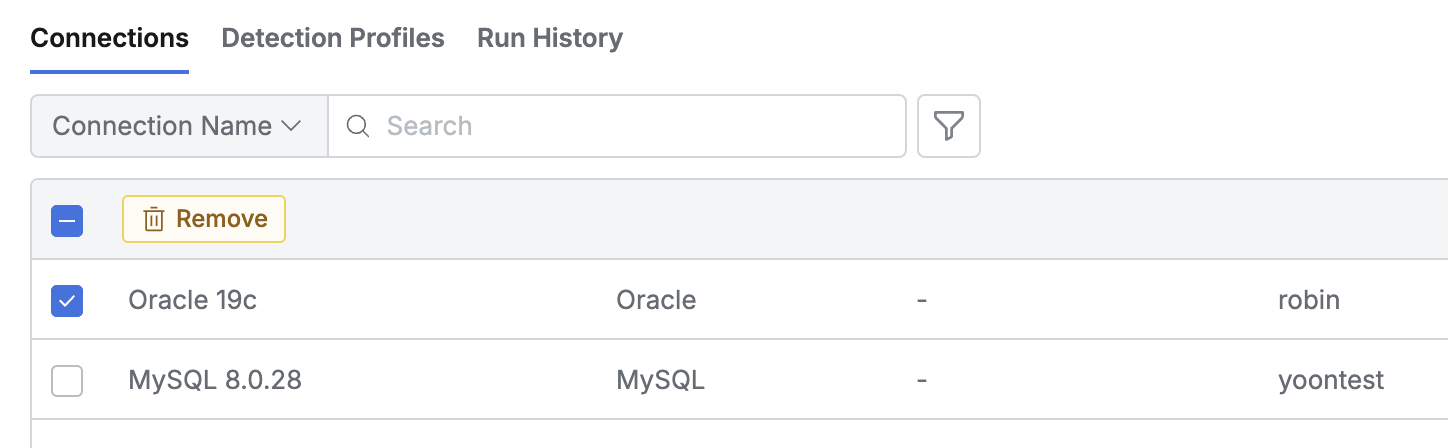 Connections Detection Profiles Run History
Connection Name Search
Remove
Oracle 19c Oracle - robin
MySQL 8.0.28 MySQL - yoontest